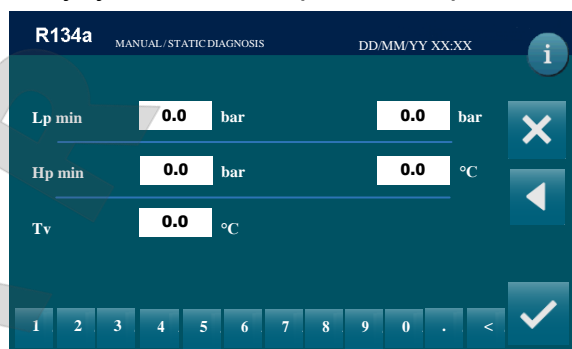 R134a MANUAL/STATIC DIAGNOSIS DD/MM/YY XX:XX i
Lp min 0.0 bar 0.0 bar
Hp min 0.0 bar 0.0 °C
Tv 0.0 °C
1 2 3 4 5 6 7 8 9 0 . <